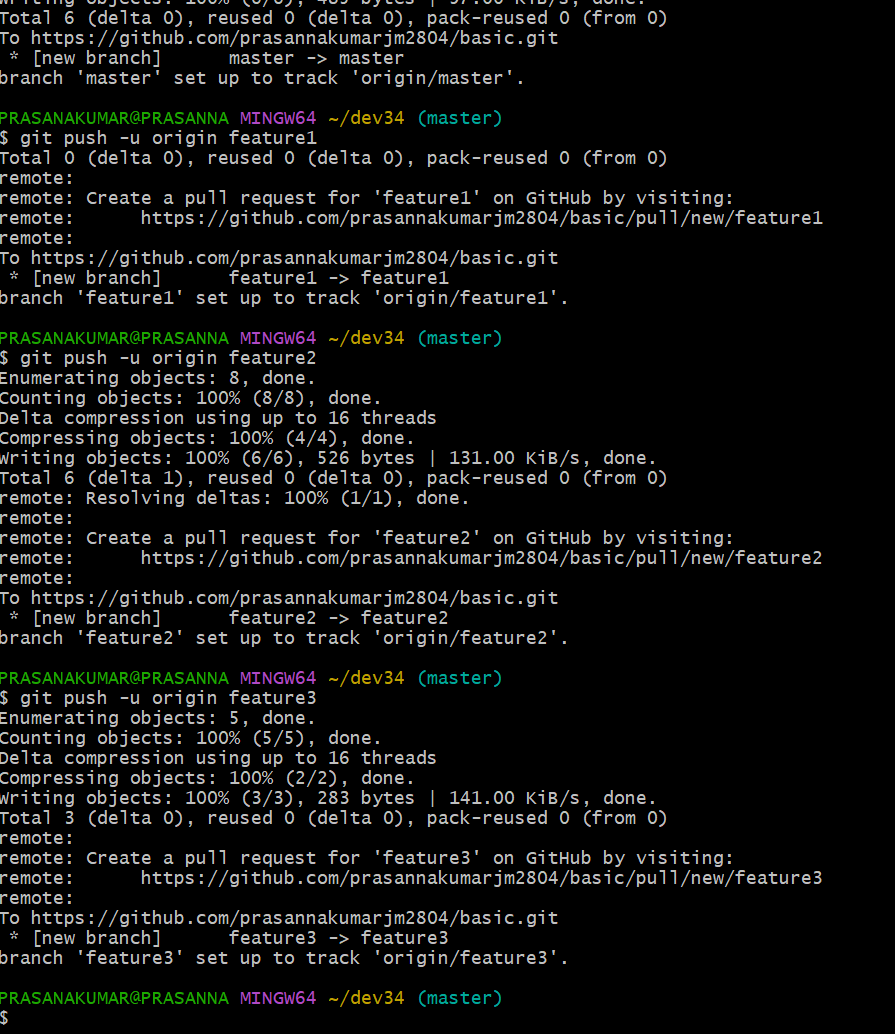 Writing objects: 100% (6/6), 489 bytes | 97.00 KiB/s, done.
Total 6 (delta 0), reused 0 (delta 0), pack-reused 0 (from 0)
To https://github.com/prasannakumarjm2804/basic.git
 * [new branch]      master -> master
branch 'master' set up to track 'origin/master'.

PRASANAKUMAR@PRASANNA MINGW64 ~/dev34 (master)
$ git push -u origin feature1
Total 0 (delta 0), reused 0 (delta 0), pack-reused 0 (from 0)
remote:
remote: Create a pull request for 'feature1' on GitHub by visiting:
remote:      https://github.com/prasannakumarjm2804/basic/pull/new/feature1
remote:
To https://github.com/prasannakumarjm2804/basic.git
 * [new branch]      feature1 -> feature1
branch 'feature1' set up to track 'origin/feature1'.

PRASANAKUMAR@PRASANNA MINGW64 ~/dev34 (master)
$ git push -u origin feature2
Enumerating objects: 8, done.
Counting objects: 100% (8/8), done.
Delta compression using up to 16 threads
Compressing objects: 100% (4/4), done.
Writing objects: 100% (6/6), 526 bytes | 131.00 KiB/s, done.
Total 6 (delta 1), reused 0 (delta 0), pack-reused 0 (from 0)
remote: Resolving deltas: 100% (1/1), done.
remote:
remote: Create a pull request for 'feature2' on GitHub by visiting:
remote:      https://github.com/prasannakumarjm2804/basic/pull/new/feature2
remote:
To https://github.com/prasannakumarjm2804/basic.git
 * [new branch]      feature2 -> feature2
branch 'feature2' set up to track 'origin/feature2'.

PRASANAKUMAR@PRASANNA MINGW64 ~/dev34 (master)
$ git push -u origin feature3
Enumerating objects: 5, done.
Counting objects: 100% (5/5), done.
Delta compression using up to 16 threads
Compressing objects: 100% (2/2), done.
Writing objects: 100% (3/3), 283 bytes | 141.00 KiB/s, done.
Total 3 (delta 0), reused 0 (delta 0), pack-reused 0 (from 0)
remote:
remote: Create a pull request for 'feature3' on GitHub by visiting:
remote:      https://github.com/prasannakumarjm2804/basic/pull/new/feature3
remote:
To https://github.com/prasannakumarjm2804/basic.git
 * [new branch]      feature3 -> feature3
branch 'feature3' set up to track 'origin/feature3'.

PRASANAKUMAR@PRASANNA MINGW64 ~/dev34 (master)
$